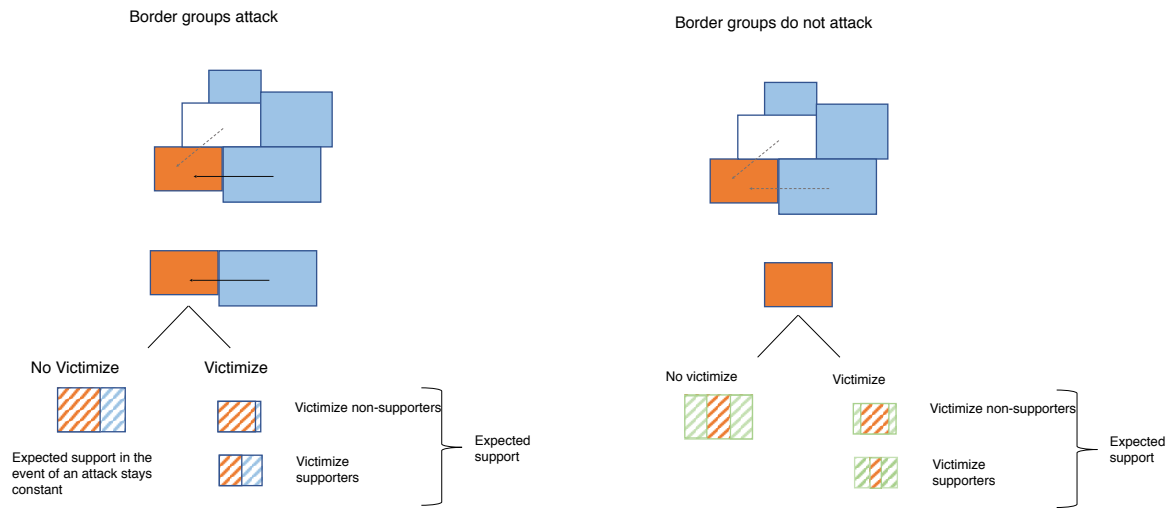 Border groups attack
No Victimize
Victimize
Victimize non-supporters
Expected support in the
event of an attack stays
constant
Victimize
supporters
Expected
support
Border groups do not attack
No victimize
Victimize
Victimize non-supporters
Victimize
supporters
Expected
support